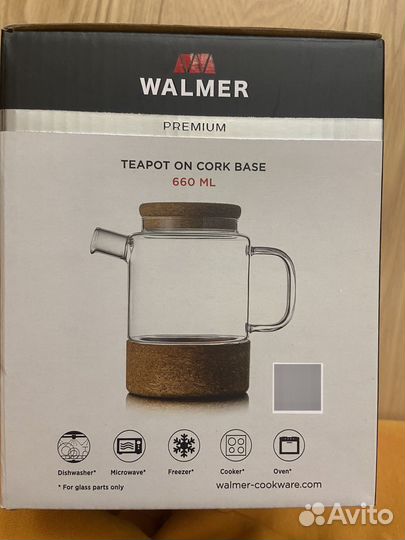 WALMER
PREMIUM
TEAPOT ON CORK BASE
660 ML
Dishwasher* Microwave* Freezer* Cooker* Oven*
* For glass parts only
walmer-cookware.com
Avito